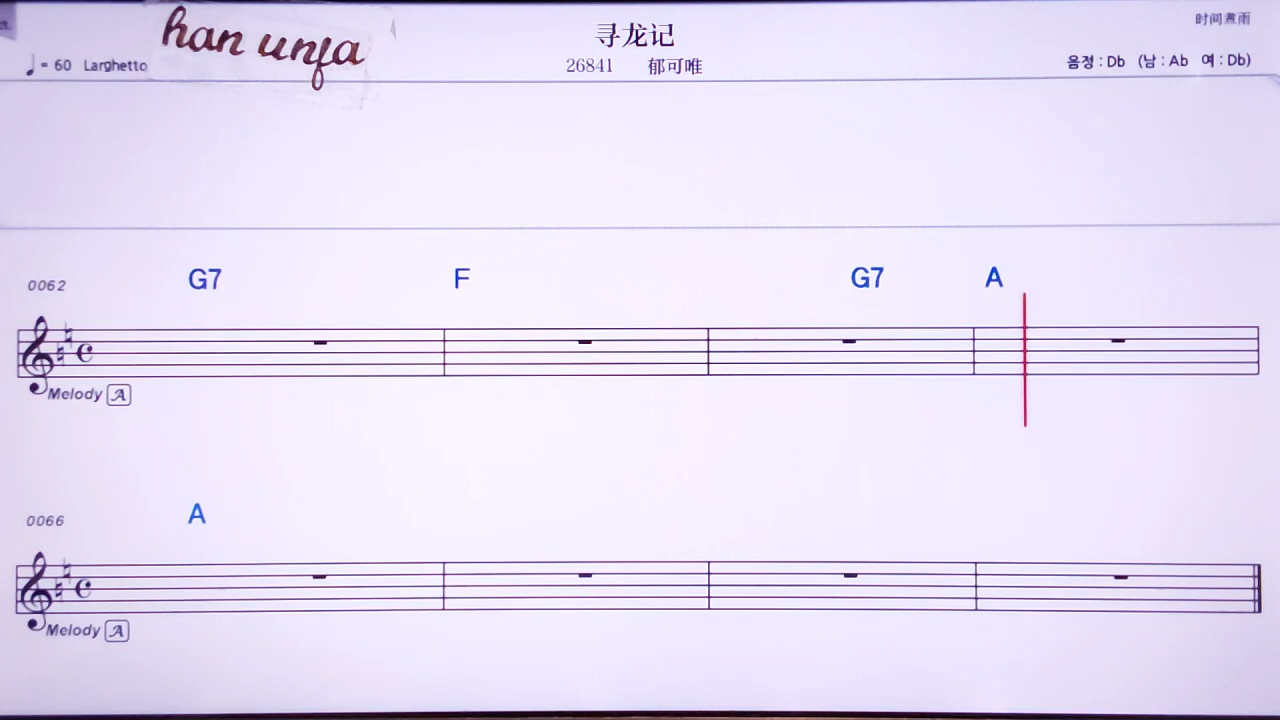 han unfa
寻龙记
时间煮雨
♩= 60 Larghetto
26841 郁可唯
음정 : Db (남 : Ab 여 : Db)
0062 G7 F G7 A
Melody A
0066 A
Melody A